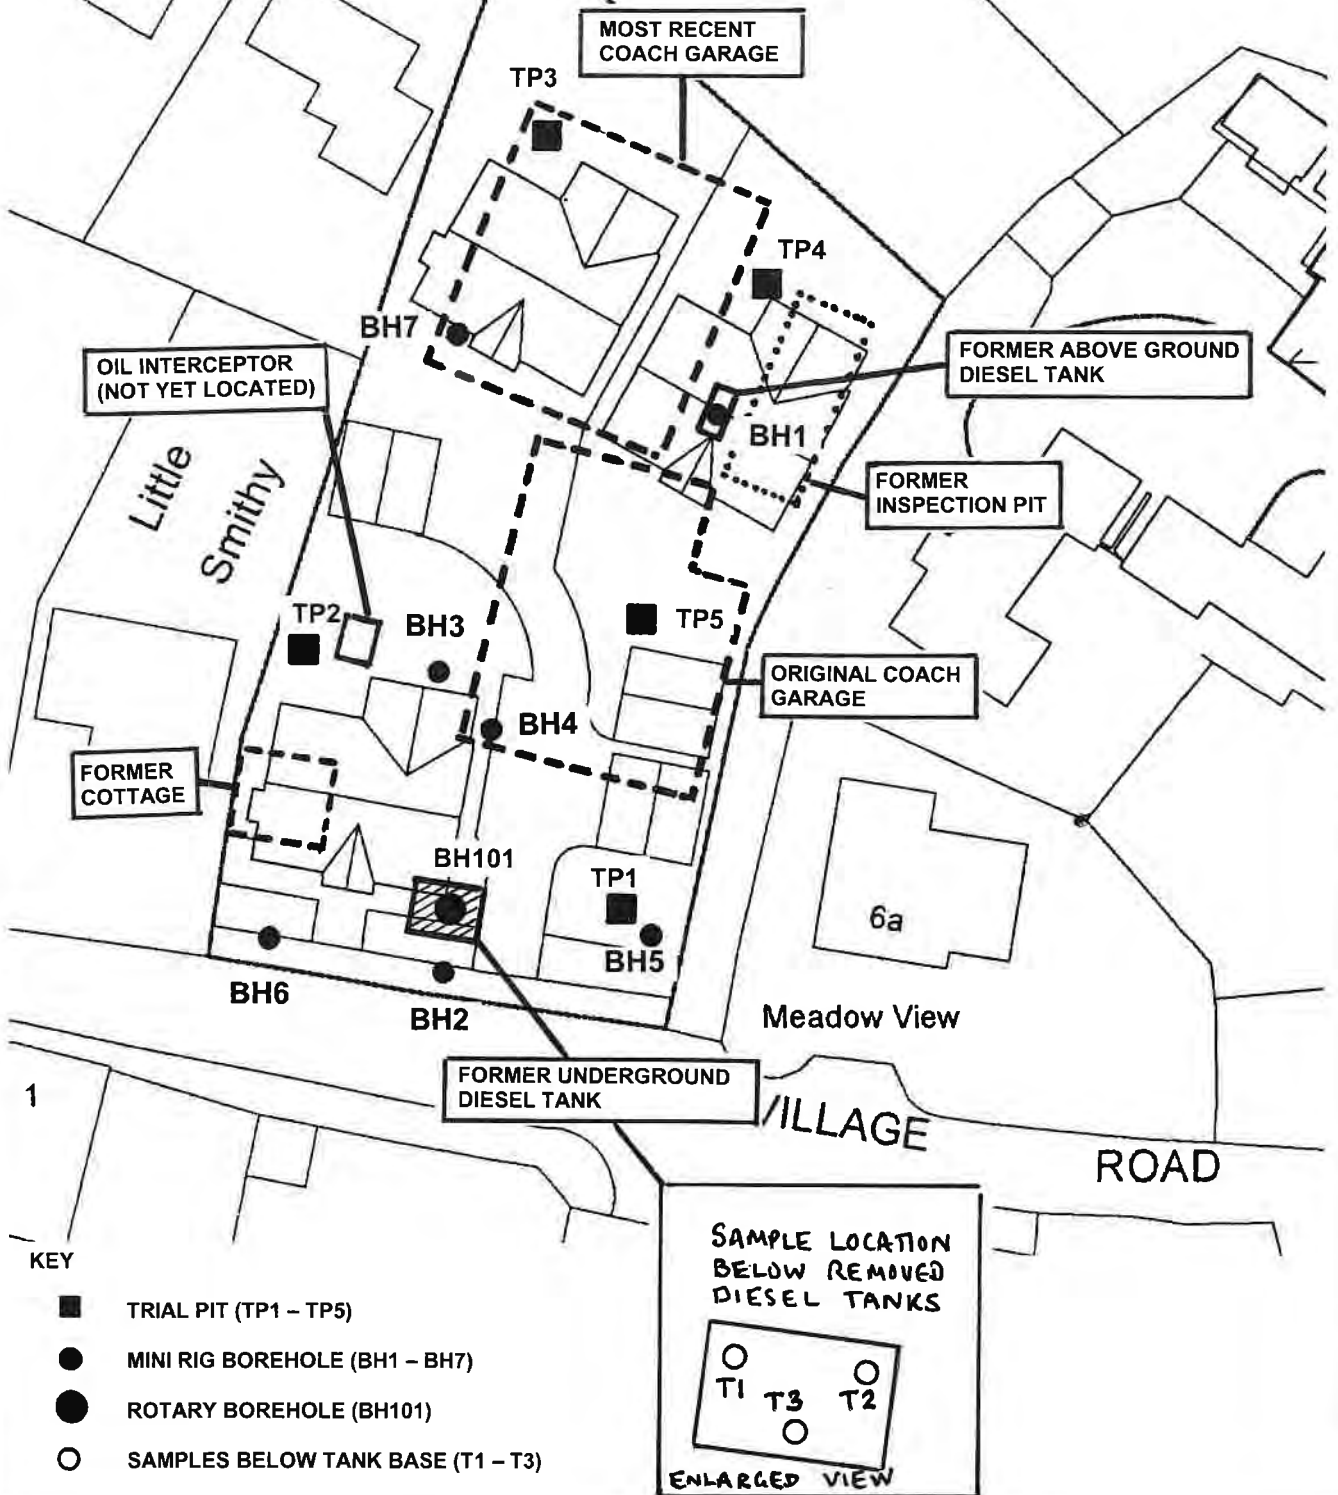 MOST RECENT
COACH GARAGE
TP3
TP4
BH7
OIL INTERCEPTOR
(NOT YET LOCATED)
FORMER ABOVE GROUND
DIESEL TANK
BH1
FORMER
INSPECTION PIT
Little
Smithy
TP2
BH3
TP5
ORIGINAL COACH
GARAGE
BH4
FORMER
COTTAGE
BH101
TP1
6a
BH5
BH6
BH2
Meadow View
FORMER UNDERGROUND
DIESEL TANK
1
VILLAGE
ROAD
SAMPLE LOCATION
BELOW REMOVED
DIESEL TANKS
T1
T3
T2
ENLARGED VIEW
KEY
TRIAL PIT (TP1 – TP5)
MINI RIG BOREHOLE (BH1 – BH7)
ROTARY BOREHOLE (BH101)
SAMPLES BELOW TANK BASE (T1 – T3)